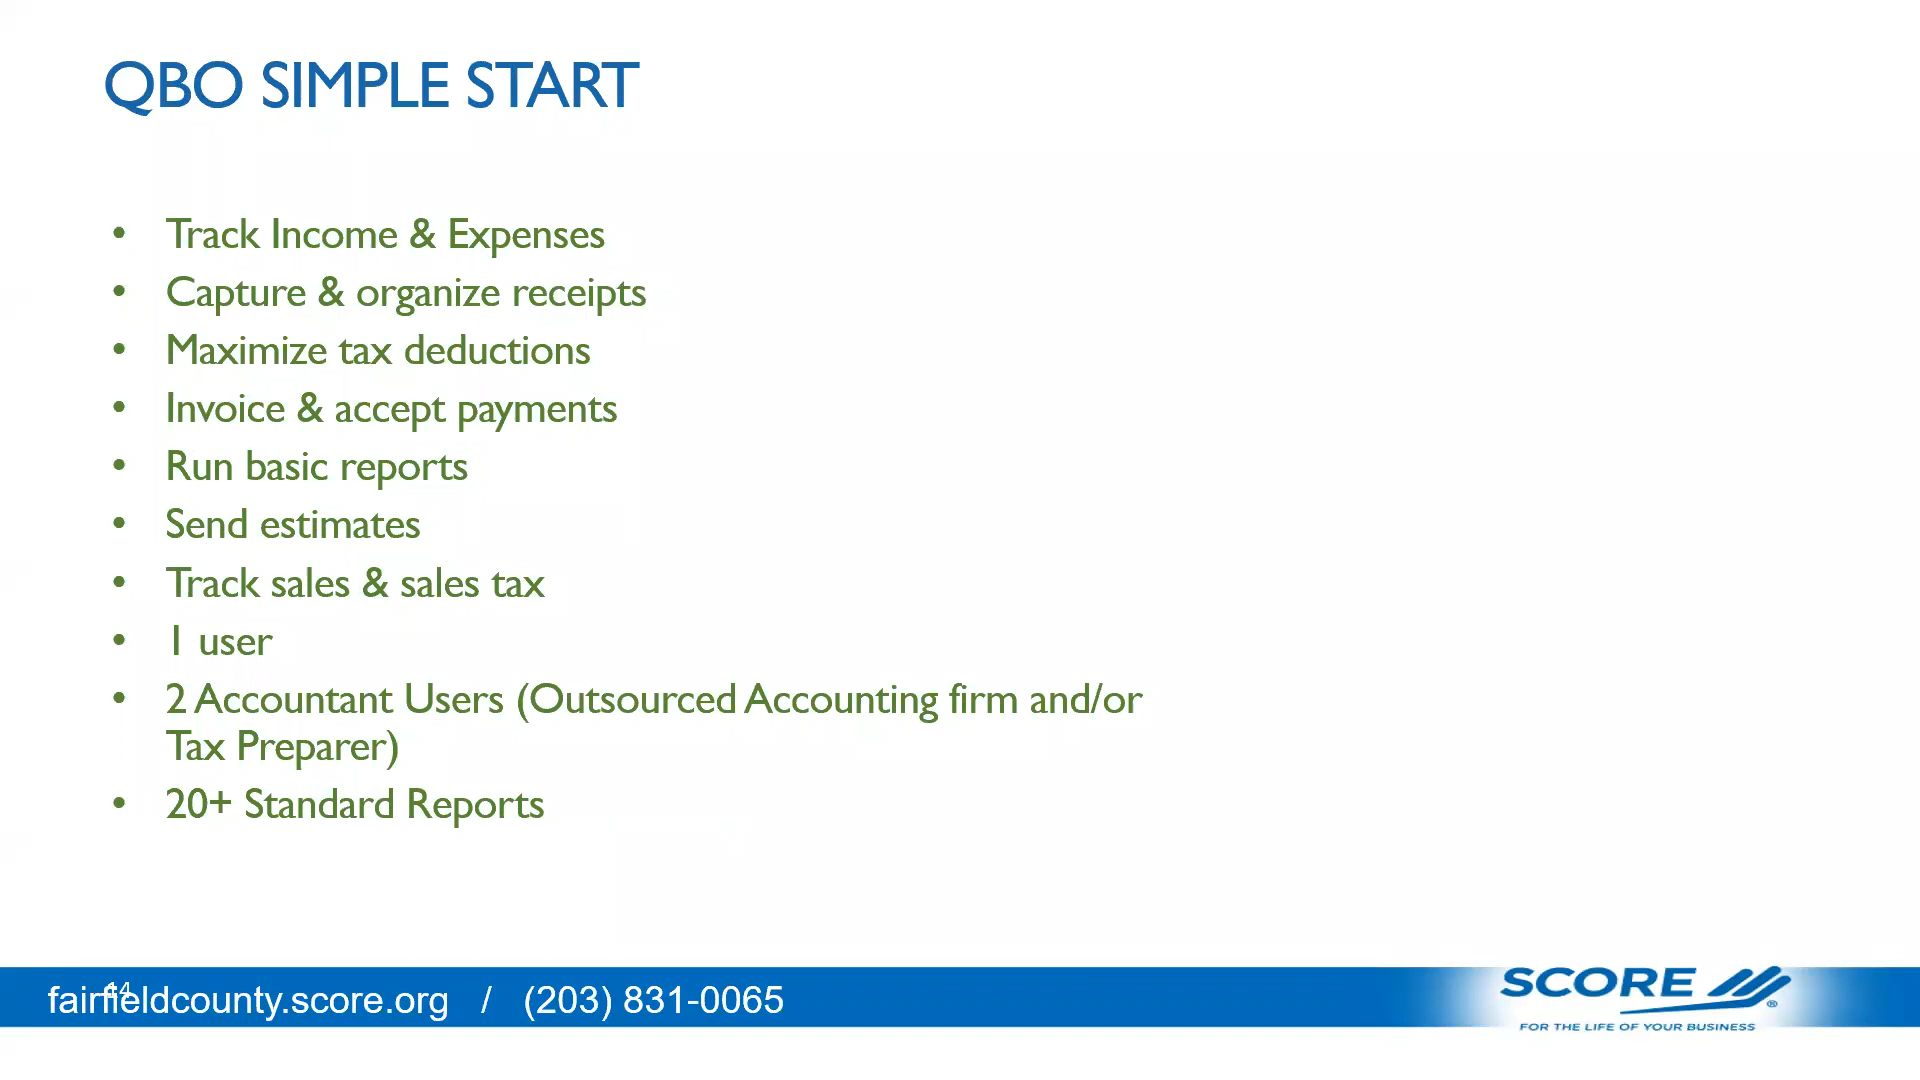 QBO SIMPLE START
• Track Income & Expenses
• Capture & organize receipts
• Maximize tax deductions
• Invoice & accept payments
• Run basic reports
• Send estimates
• Track sales & sales tax
• 1 user
• 2 Accountant Users (Outsourced Accounting firm and/or
Tax Preparer)
• 20+ Standard Reports
14
fairfieldcounty.score.org / (203) 831-0065
SCORE
FOR THE LIFE OF YOUR BUSINESS